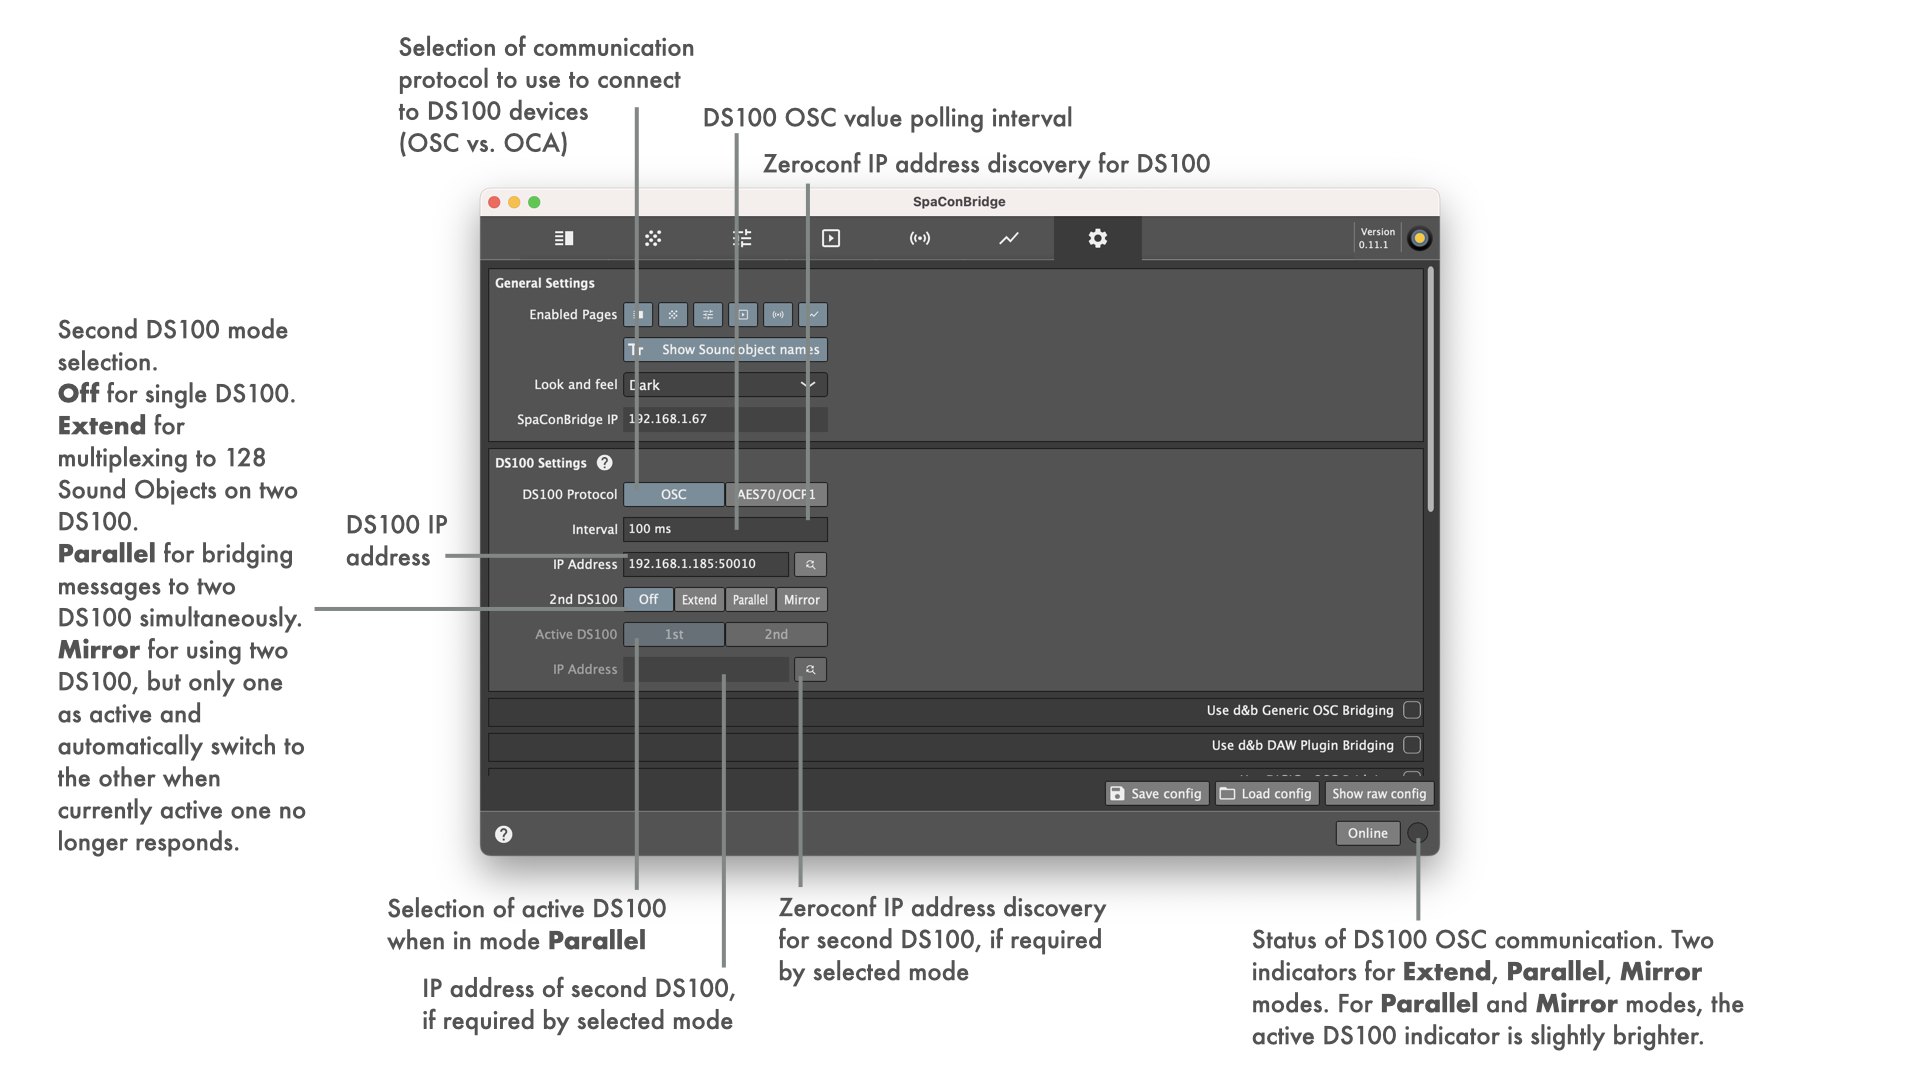 Selection of communication
protocol to use to connect
to DS100 devices
(OSC vs. OCA)
DS100 OSC value polling interval
Zeroconf IP address discovery for DS100
SpaConBridge
Version
0.11.1
General Settings
Enabled Pages
Tr Show Soundobject names
Look and feel Dark
SpaConBridge IP 192.168.1.67
DS100 Settings ?
DS100 Protocol OSC AES70/OCP1
Interval 100 ms
IP Address 192.168.1.185:50010
2nd DS100 Off Extend Parallel Mirror
Active DS100 1st 2nd
IP Address
Use d&b Generic OSC Bridging
Use d&b DAW Plugin Bridging
Save config Load config Show raw config
? Online
Second DS100 mode
selection.
Off for single DS100.
Extend for
multiplexing to 128
Sound Objects on two
DS100.
Parallel for bridging
messages to two
DS100 simultaneously.
Mirror for using two
DS100, but only one
as active and
automatically switch to
the other when
currently active one no
longer responds.
DS100 IP
address
Selection of active DS100
when in mode Parallel
IP address of second DS100,
if required by selected mode
Zeroconf IP address discovery
for second DS100, if required
by selected mode
Status of DS100 OSC communication. Two
indicators for Extend, Parallel, Mirror
modes. For Parallel and Mirror modes, the
active DS100 indicator is slightly brighter.